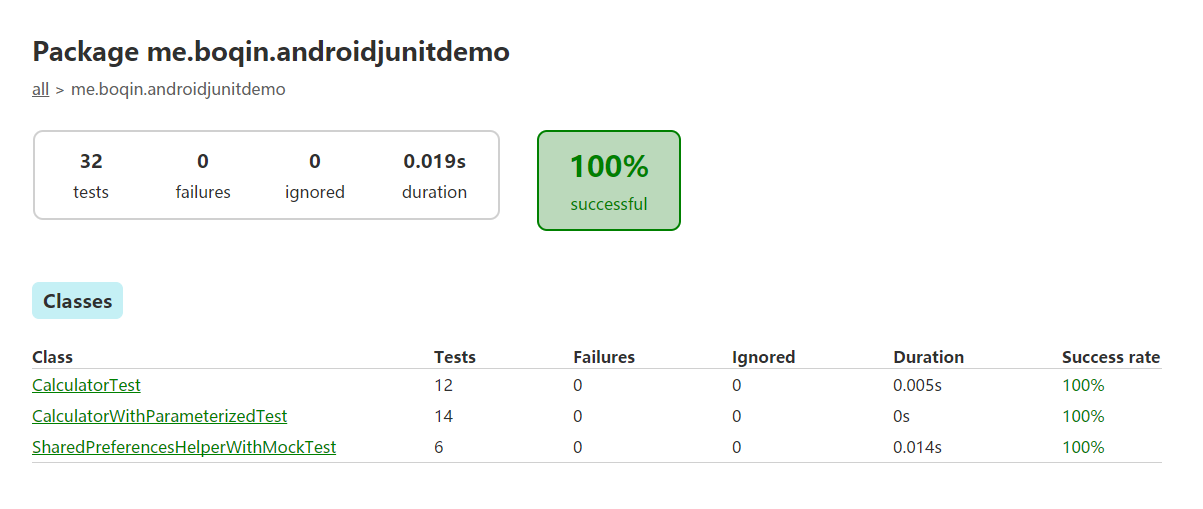 Package me.boqin.androidjunitdemo
all > me.boqin.androidjunitdemo
32 0 0 0.019s
tests failures ignored duration
100%
successful
Classes
Class Tests Failures Ignored Duration Success rate
CalculatorTest 12 0 0 0.005s 100%
CalculatorWithParameterizedTest 14 0 0 0s 100%
SharedPreferencesHelperWithMockTest 6 0 0 0.014s 100%